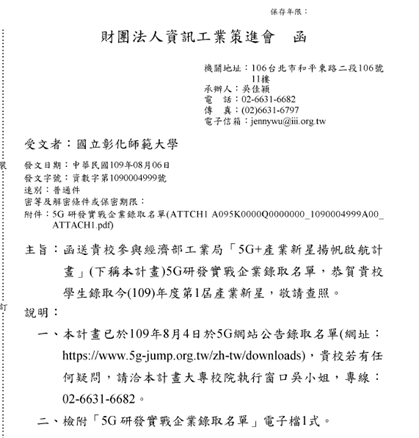 保存年限：
財團法人資訊工業策進會　函
機關地址：106台北市和平東路二段106號
11樓
承辦人：吳佳穎
電　話：02-6631-6682
傳　真：(02)6631-6797
電子信箱：jennywu@iii.org.tw
受文者：國立彰化師範大學
發文日期：中華民國109年08月06日
發文字號：資數字第1090004999號
速別：普通件
密等及解密條件或保密期限：
附件：5G 研發實戰企業錄取名單(ATTCH1 A095K0000Q0000000_1090004999A00_
ATTACH1.pdf)
主旨：函送貴校參與經濟部工業局「5G+產業新星揚帆啟航計
畫」(下稱本計畫)5G研發實戰企業錄取名單，恭賀貴校
學生錄取今(109)年度第1屆產業新星，敬請查照。
說明：
一、本計畫已於109年8月4日於5G網站公告錄取名單(網址：
https://www.5g-jump.org.tw/zh-tw/downloads)，貴校若有任
何疑問，請洽本計畫大專校院執行窗口吳小姐，專線：
02-6631-6682。
二、檢附「5G 研發實戰企業錄取名單」電子檔1式。
訂